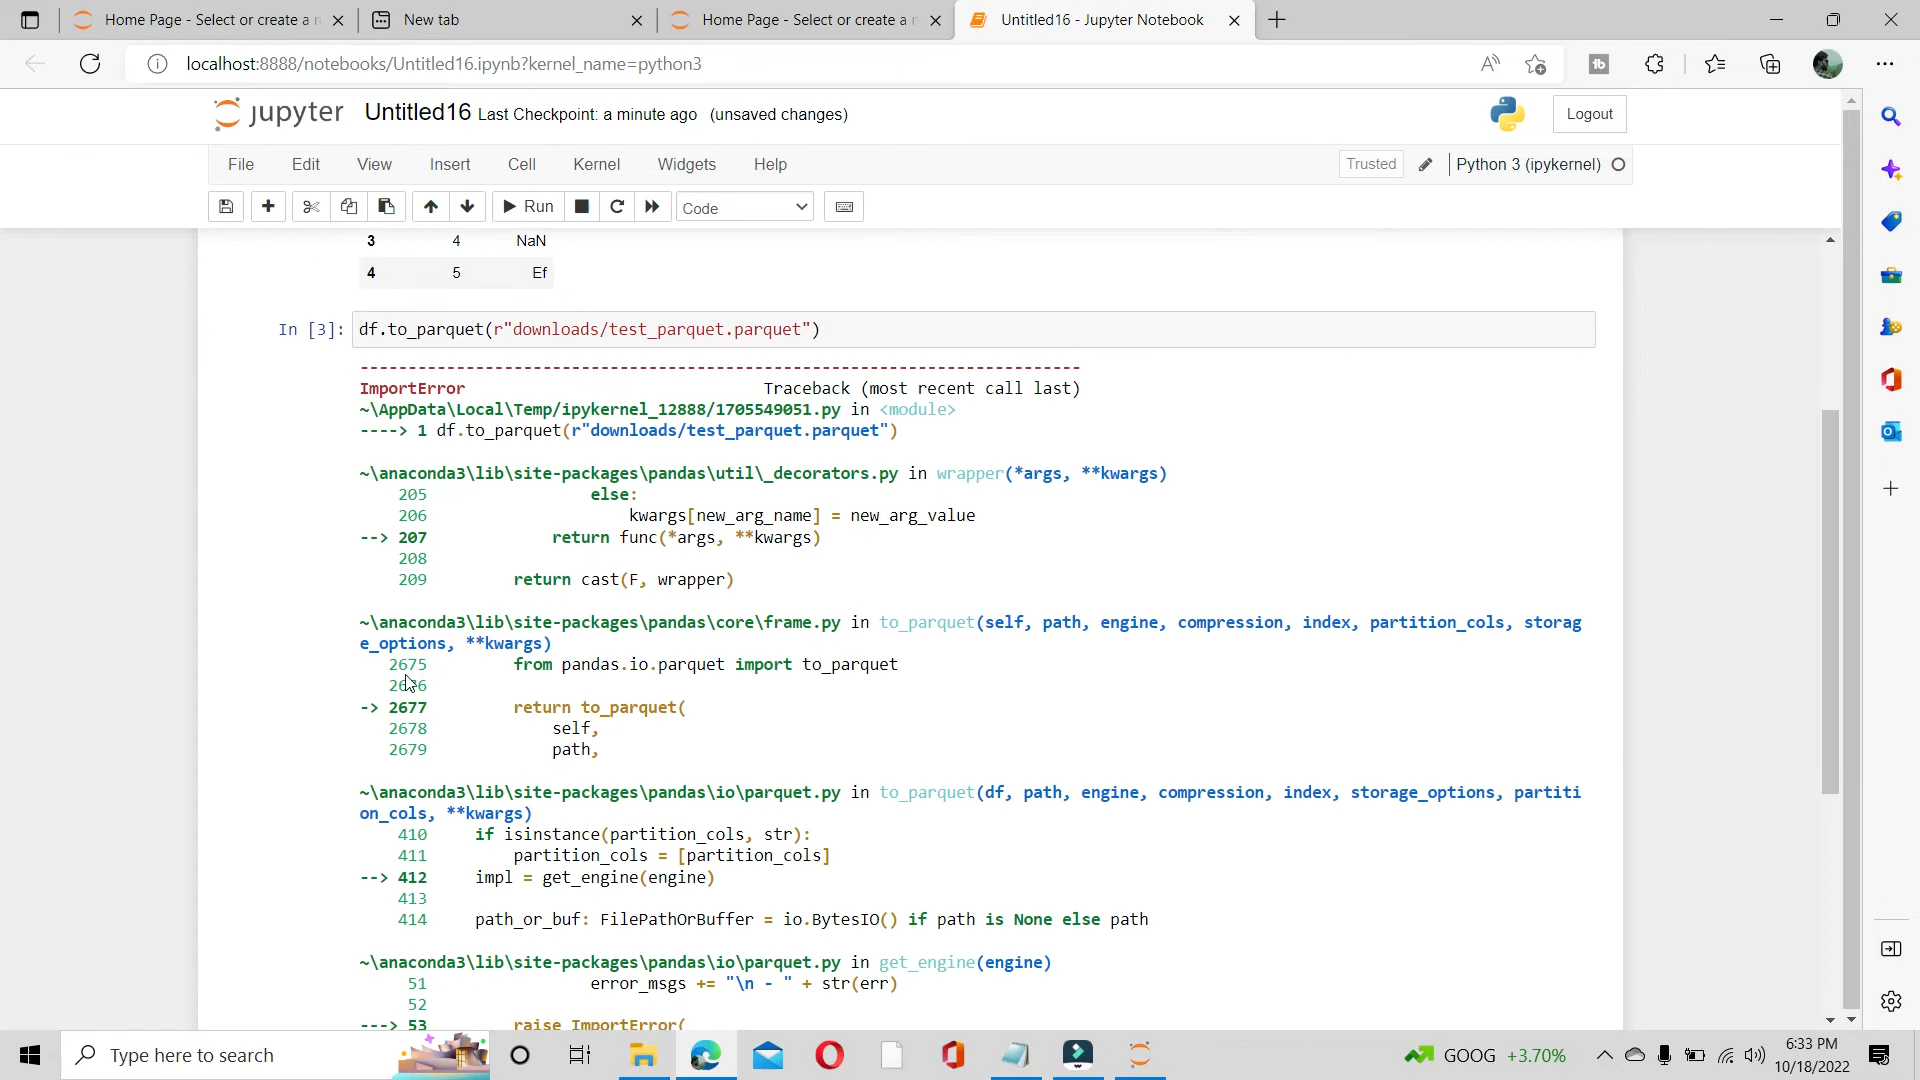 Home Page - Select or create a n
New tab
Home Page - Select or create a n
Untitled16 - Jupyter Notebook
localhost:8888/notebooks/Untitled16.ipynb?kernel_name=python3
jupyter Untitled16 Last Checkpoint: a minute ago (unsaved changes)
Logout
File Edit View Insert Cell Kernel Widgets Help
Trusted Python 3 (ipykernel)
Run Code
3 4 NaN
4 5 Ef
In [3]: df.to_parquet(r"downloads/test_parquet.parquet")
---------------------------------------------------------------------------
ImportError Traceback (most recent call last)
~\AppData\Local\Temp/ipykernel_12888/1705549051.py in <module>
----> 1 df.to_parquet(r"downloads/test_parquet.parquet")
~\anaconda3\lib\site-packages\pandas\util\_decorators.py in wrapper(*args, **kwargs)
205 else:
206 kwargs[new_arg_name] = new_arg_value
--> 207 return func(*args, **kwargs)
208
209 return cast(F, wrapper)
~\anaconda3\lib\site-packages\pandas\core\frame.py in to_parquet(self, path, engine, compression, index, partition_cols, storag
e_options, **kwargs)
2675 from pandas.io.parquet import to_parquet
2676
-> 2677 return to_parquet(
2678 self,
2679 path,
~\anaconda3\lib\site-packages\pandas\io\parquet.py in to_parquet(df, path, engine, compression, index, storage_options, partiti
on_cols, **kwargs)
410 if isinstance(partition_cols, str):
411 partition_cols = [partition_cols]
--> 412 impl = get_engine(engine)
413
414 path_or_buf: FilePathOrBuffer = io.BytesIO() if path is None else path
~\anaconda3\lib\site-packages\pandas\io\parquet.py in get_engine(engine)
51 error_msgs += "\n - " + str(err)
52
---> 53 raise ImportError(
Type here to search
GOOG +3.70%
6:33 PM
10/18/2022